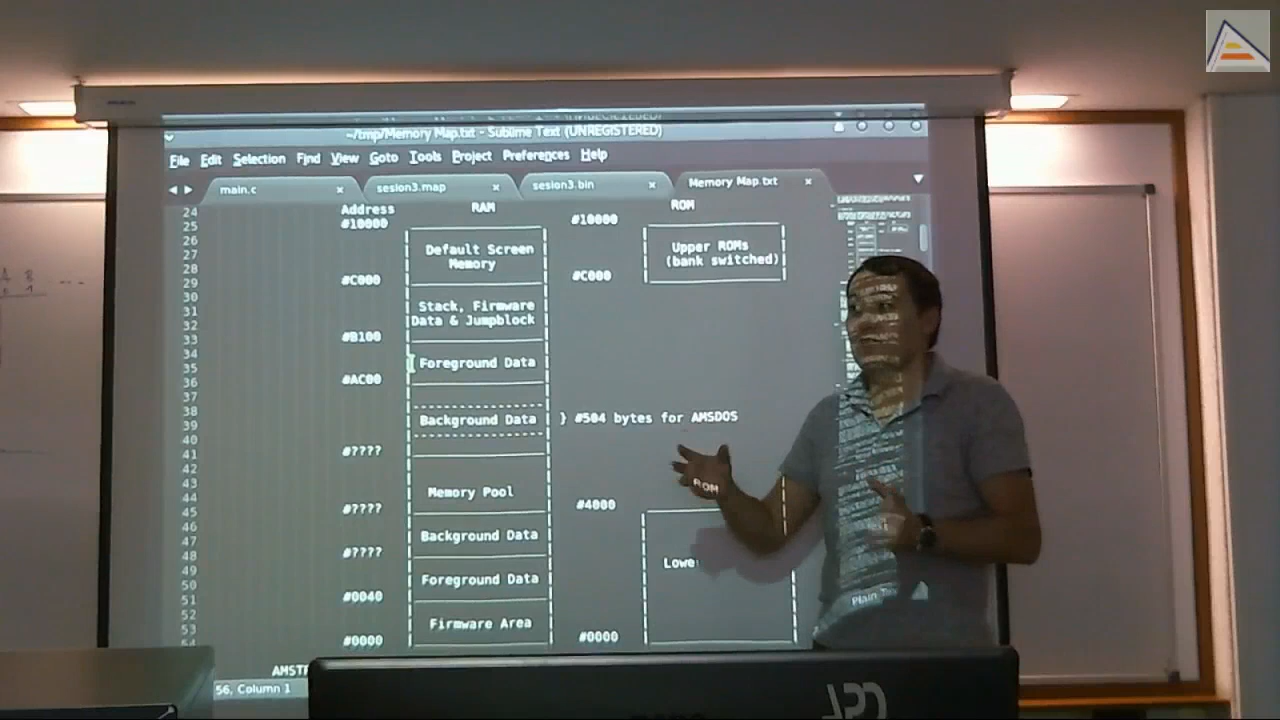 ~/tmp/Memory Map.txt - Sublime Text (UNREGISTERED)
File Edit Selection Find View Goto Tools Project Preferences Help
main.c
sesion3.map
sesion3.bin
Memory Map.txt
24
25
26
27
28
29
30
31
32
33
34
35
36
37
38
39
40
41
42
43
44
45
46
47
48
49
50
51
52
53
Address RAM ROM
#10000 #10000
Default Screen
Memory
Upper ROMs
(bank switched)
#C000 #C000
Stack, Firmware
Data & Jumpblock
#B100
Foreground Data
#AC00
Background Data } #504 bytes for AMSDOS
#????
Memory Pool
ROM
#???? #4000
Background Data
#????
Lowe
Foreground Data
#0040
Firmware Area
#0000 #0000
AMST
56, Column 1
Plain